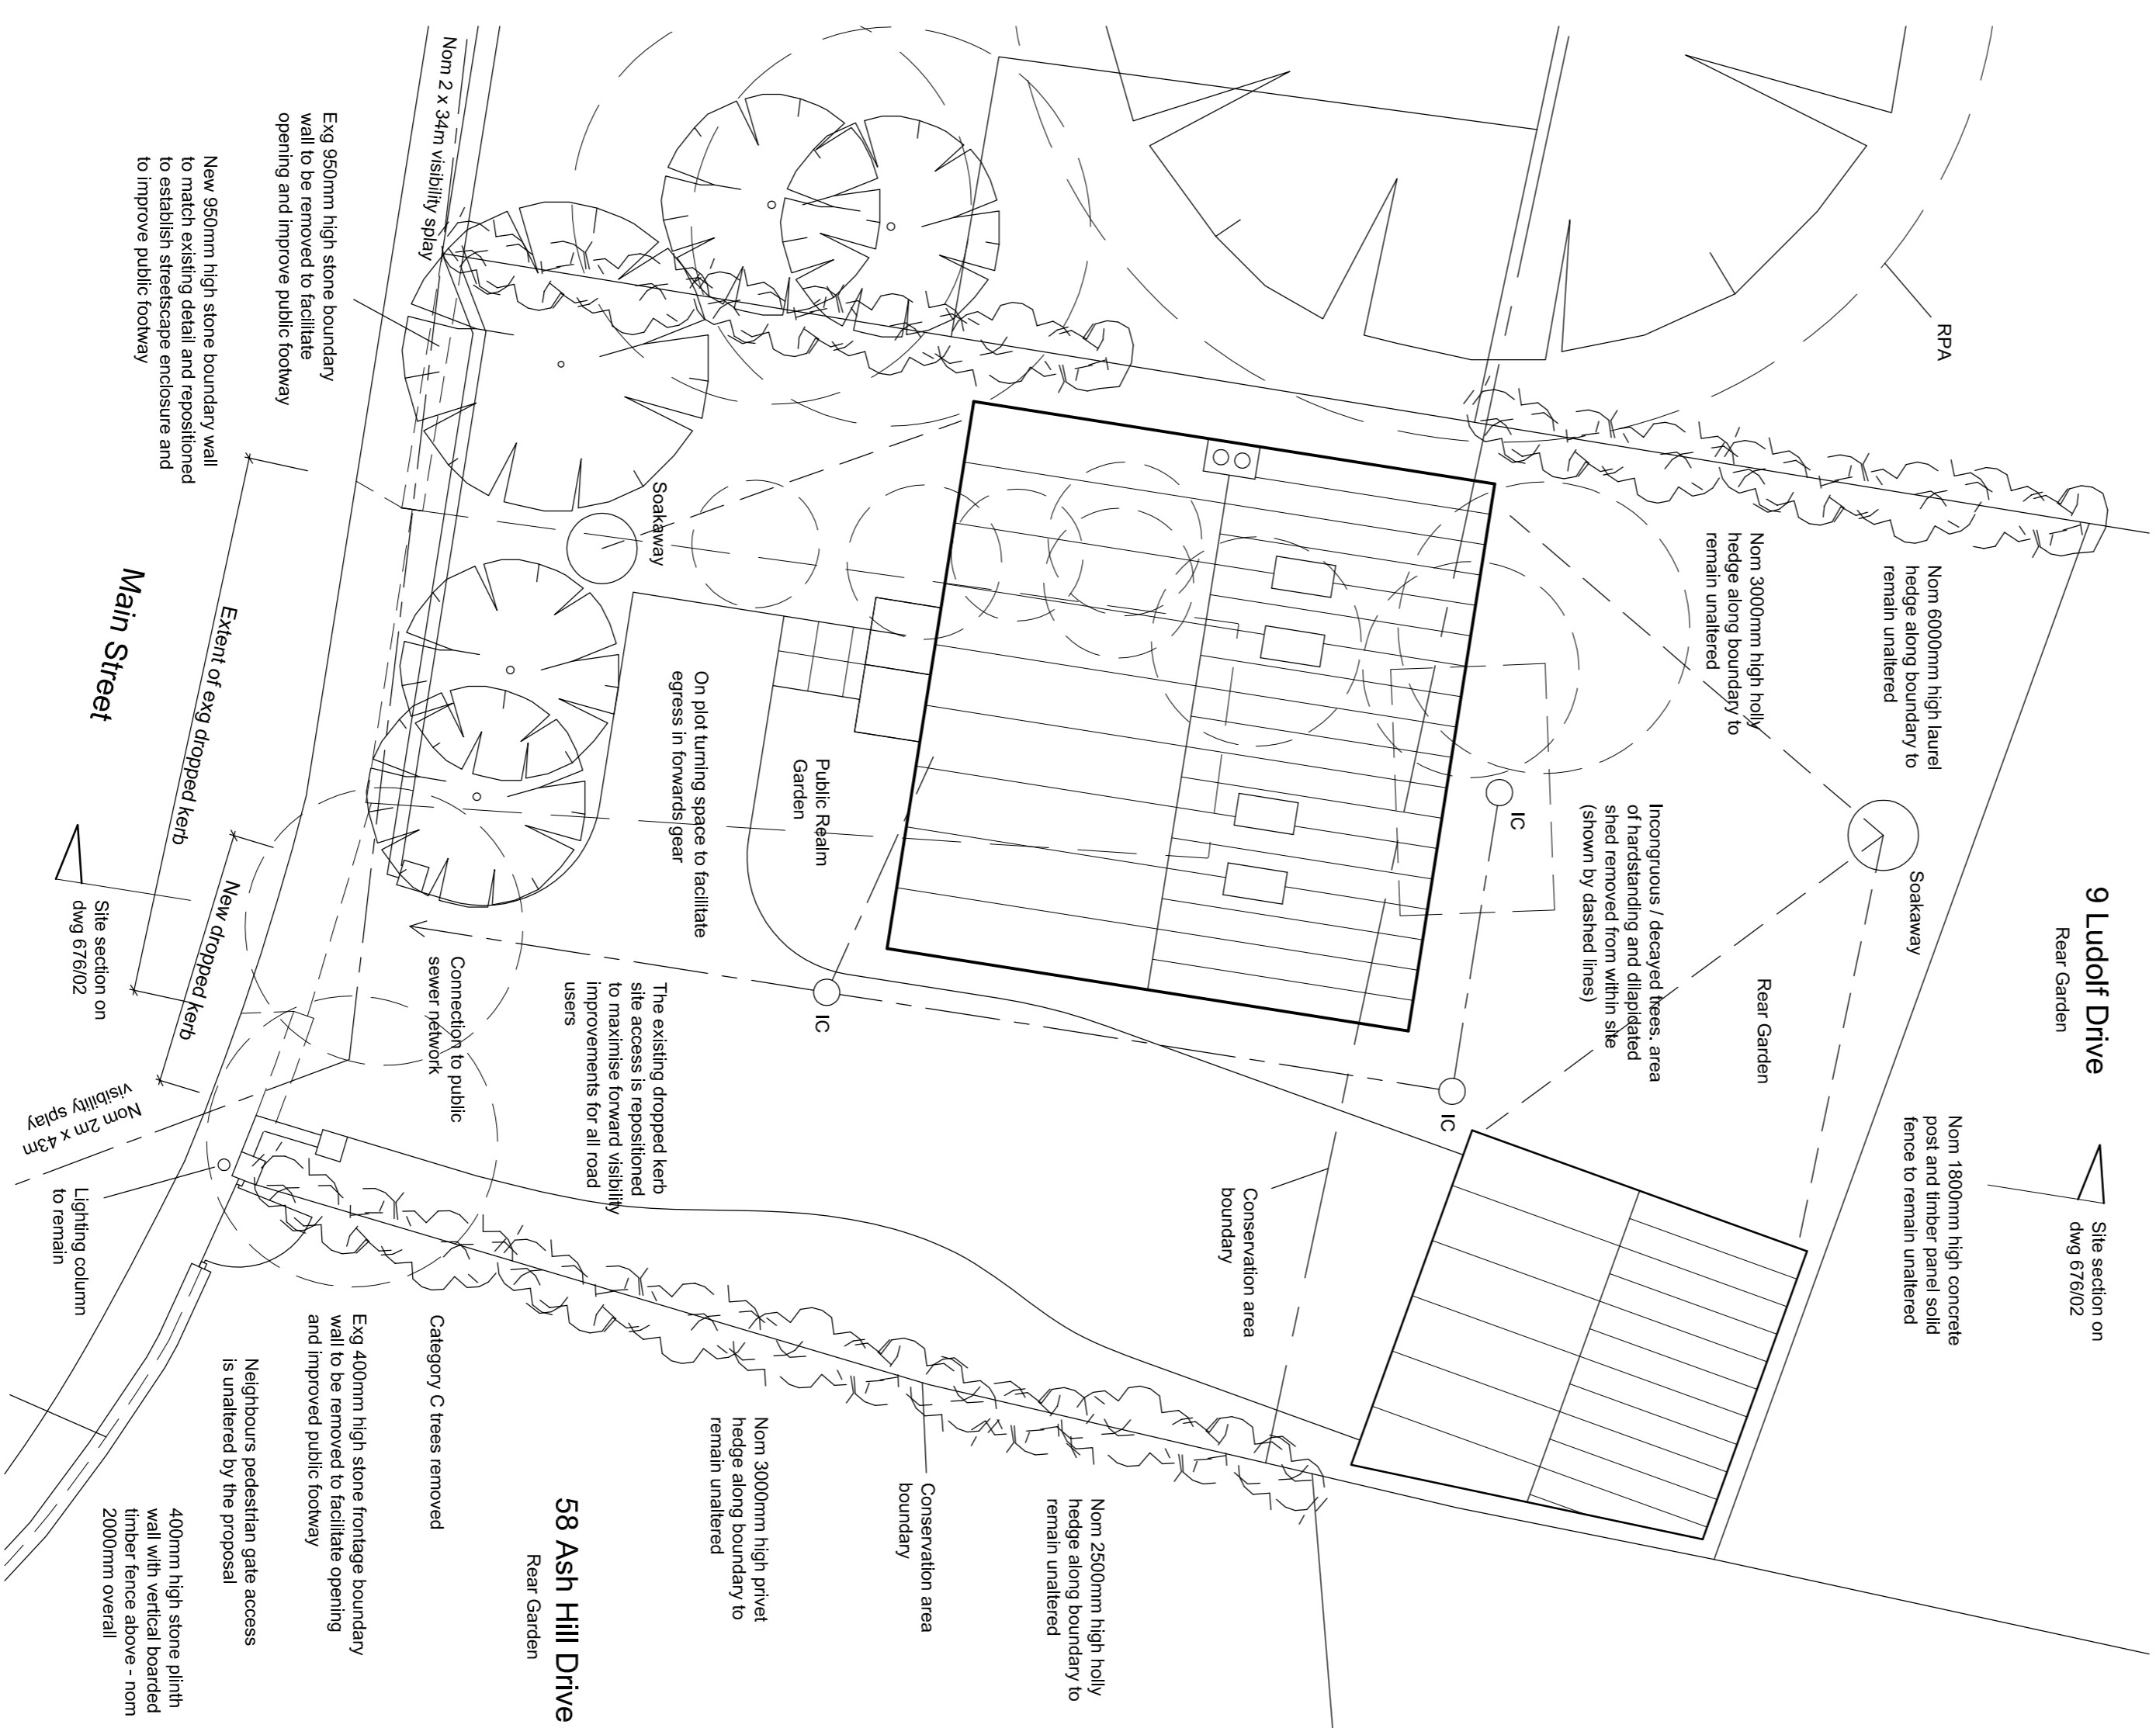 9 Ludolf Drive
Rear Garden
Site section on
dwg 676/02
Nom 6000mm high laurel
hedge along boundary to
remain unaltered
Soakaway
Nom 1800mm high concrete
post and timber panel solid
fence to remain unaltered
RPA
Nom 3000mm high holly
hedge along boundary to
remain unaltered
Rear Garden
Incongruous / decayed trees, area
of hardstanding and dilapidated
shed removed from within site
(shown by dashed lines)
IC
IC
Conservation area
boundary
Nom 2500mm high holly
hedge along boundary to
remain unaltered
Conservation area
boundary
Public Realm
Garden
IC
Nom 3000mm high privet
hedge along boundary to
remain unaltered
On plot turning space to facilitate
egress in forwards gear
Soakaway
The existing dropped kerb
site access is repositioned
to maximise forward visibility
improvements for all road
users
58 Ash Hill Drive
Rear Garden
Connection to public
sewer network
Category C trees removed
Nom 2 x 34m visibility splay
Exg 950mm high stone boundary
wall to be removed to facilitate
opening and improve public footway
Exg 400mm high stone frontage boundary
wall to be removed to facilitate opening
and improved public footway
New 950mm high stone boundary wall
to match existing detail and repositioned
to establish streetscape enclosure and
to improve public footway
Extent of exg dropped kerb
New dropped kerb
Neighbours pedestrian gate access
is unaltered by the proposal
Main Street
Site section on
dwg 676/02
Nom 2m x 43m
visibility splay
Lighting column
to remain
400mm high stone plinth
wall with vertical boarded
timber fence above - nom
2000mm overall